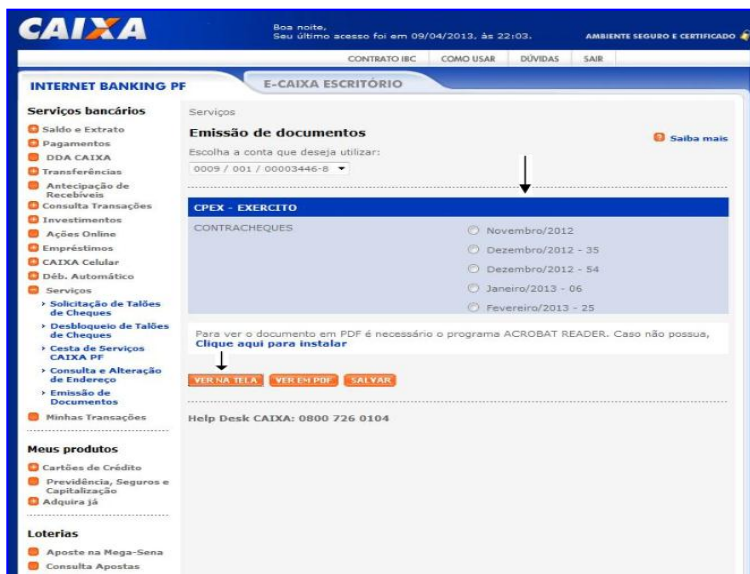 CAIXA
Boa noite,
Seu último acesso foi em 09/04/2013, às 22:03.
AMBIENTE SEGURO E CERTIFICADO
CONTRATO IBC
COMO USAR
DÚVIDAS
SAIR
INTERNET BANKING PF
E-CAIXA ESCRITÓRIO
Serviços bancários
Saldo e Extrato
Pagamentos
DDA CAIXA
Transferências
Antecipação de
Recebíveis
Consulta Transações
Investimentos
Ações Online
Empréstimos
CAIXA Celular
Déb. Automático
Serviços
Solicitação de Talões
de Cheques
Desbloqueio de Talões
de Cheques
Cesta de Serviços
CAIXA PF
Consulta e Alteração
de Endereço
Emissão de
Documentos
Minhas Transações
Meus produtos
Cartões de Crédito
Previdência, Seguros e
Capitalização
Adquira já
Loterias
Aposte na Mega-Sena
Consulta Apostas
Serviços
Emissão de documentos
Saiba mais
Escolha a conta que deseja utilizar:
0009 / 001 / 00003446-8
CPEX - EXERCITO
CONTRACHEQUES
Novembro/2012
Dezembro/2012 - 35
Dezembro/2012 - 54
Janeiro/2013 - 06
Fevereiro/2013 - 25
Para ver o documento em PDF é necessário o programa ACROBAT READER. Caso não possua,
Clique aqui para instalar
VER NA TELA
VER EM PDF
SALVAR
Help Desk CAIXA: 0800 726 0104